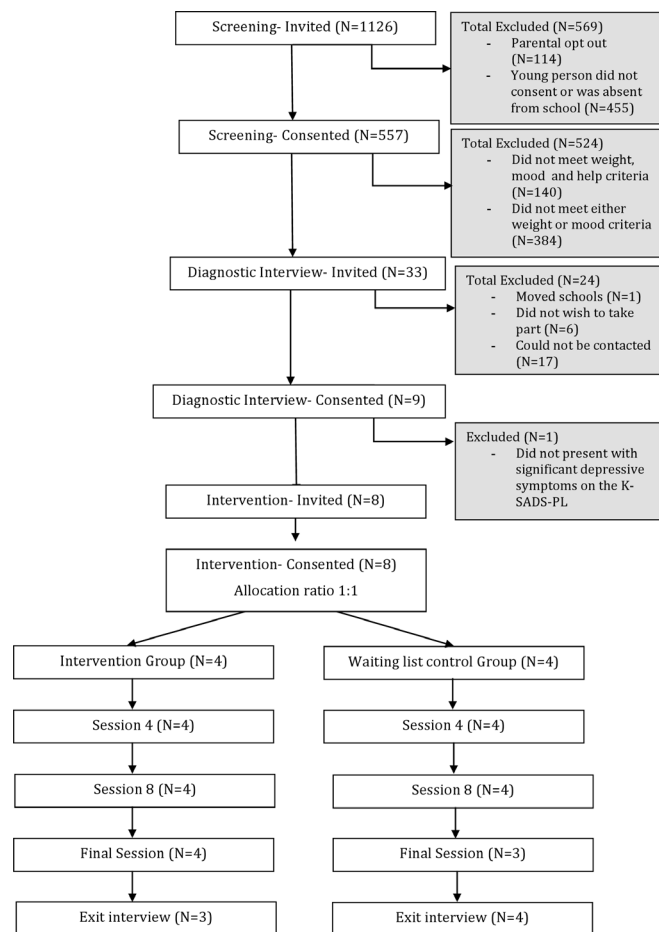 Screening- Invited (N=1126)
Total Excluded (N=569)
- Parental opt out
(N=114)
- Young person did not
consent or was absent
from school (N=455)
Screening- Consented (N=557)
Total Excluded (N=524)
- Did not meet weight,
mood and help criteria
(N=140)
- Did not meet either
weight or mood criteria
(N=384)
Diagnostic Interview- Invited (N=33)
Total Excluded (N=24)
- Moved schools (N=1)
- Did not wish to take
part (N=6)
- Could not be contacted
(N=17)
Diagnostic Interview- Consented (N=9)
Excluded (N=1)
- Did not present with
significant depressive
symptoms on the K-
SADS-PL
Intervention- Invited (N=8)
Intervention- Consented (N=8)
Allocation ratio 1:1
Intervention Group (N=4)
Waiting list control Group (N=4)
Session 4 (N=4)
Session 4 (N=4)
Session 8 (N=4)
Session 8 (N=4)
Final Session (N=4)
Final Session (N=3)
Exit interview (N=3)
Exit interview (N=4)